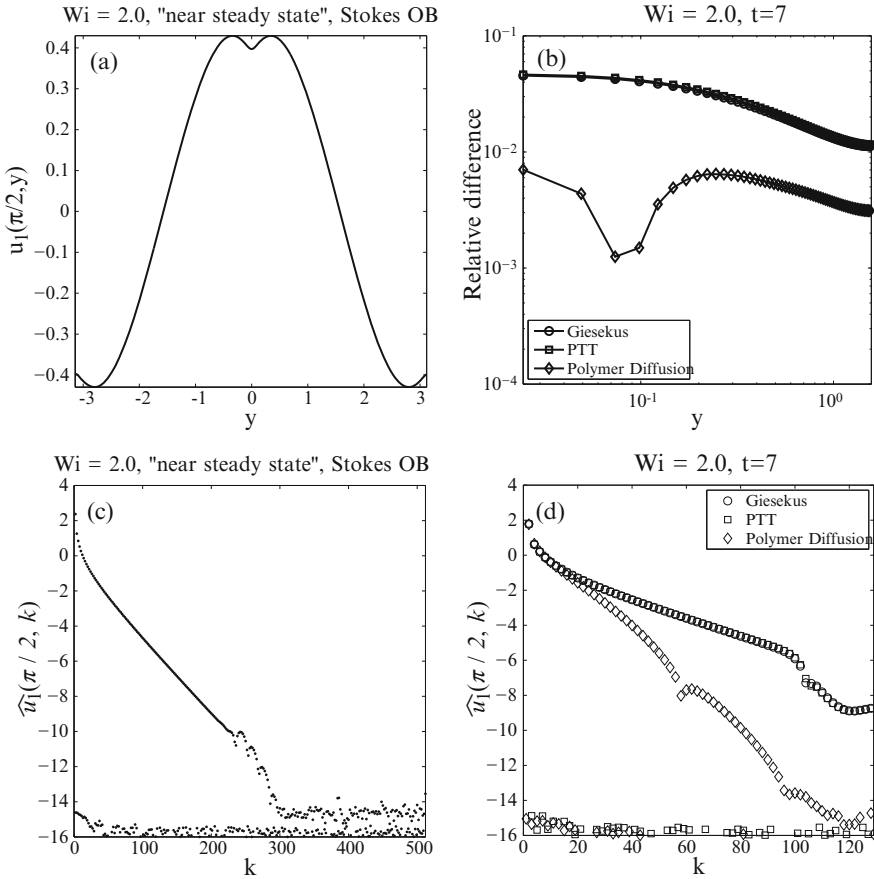 Wi = 2.0, "near steady state", Stokes OB
(a)
0.4
0.3
0.2
0.1
0
−0.1
−0.2
−0.3
−0.4
u1(π/2,y)
-3
-2
-1
0
1
2
3
y
Wi = 2.0, t=7
(b)
10^-1
10^-2
10^-3
10^-4
Relative difference
Giesekus
PTT
Polymer Diffusion
10^-1
10^0
y
Wi = 2.0, "near steady state", Stokes OB
(c)
4
2
0
−2
−4
−6
−8
−10
−12
−14
−16
û1(π / 2, k)
0
100
200
300
400
500
k
Wi = 2.0, t=7
(d)
Giesekus
PTT
Polymer Diffusion
4
2
0
−2
−4
−6
−8
−10
−12
−14
−16
û1(π / 2, k)
0
20
40
60
80
100
120
k